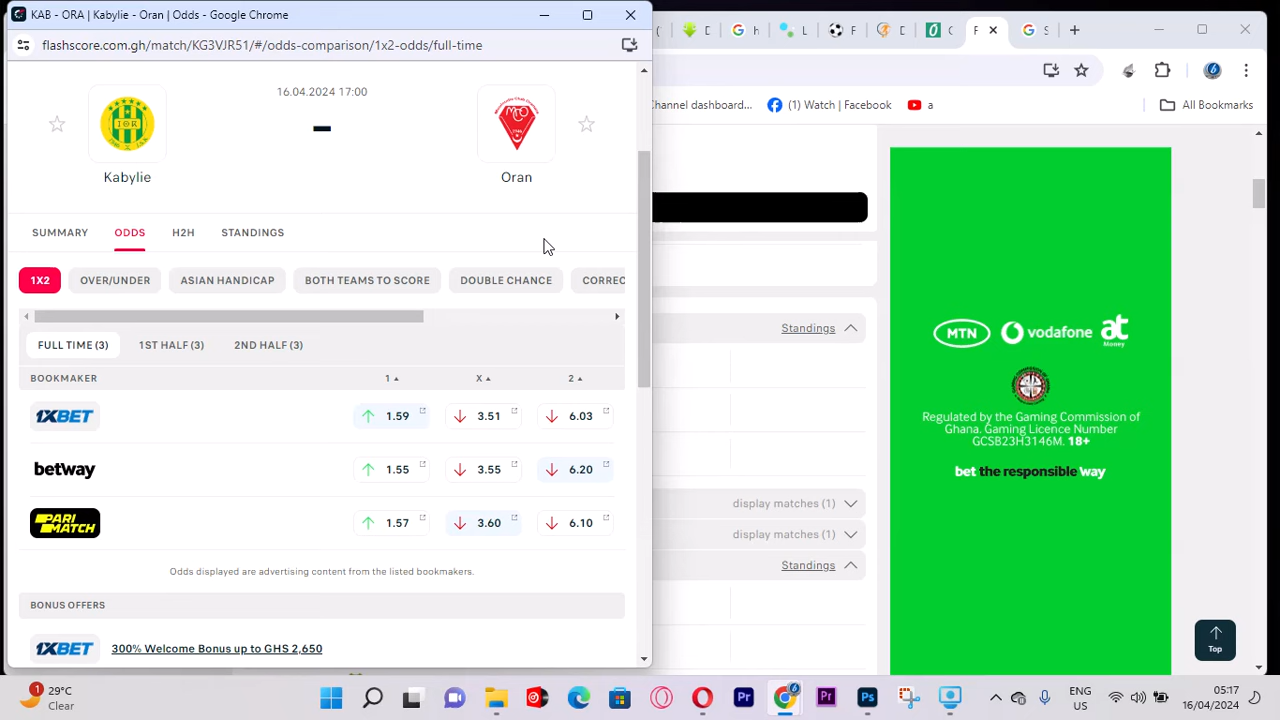 KAB - ORA | Kabylie - Oran - Google Chrome
flashscore.com.gh/match/KG3VJR51/#/odds-comparison/1x2-odds/full-time
Channel dashboard...
(1) Watch | Facebook
a
All Bookmarks
16.04.2024 17:00
-
Kabylie
Oran
SUMMARY ODDS H2H STANDINGS
1X2 OVER/UNDER ASIAN HANDICAP BOTH TEAMS TO SCORE DOUBLE CHANCE CORREC
FULL TIME (3) 1ST HALF (3) 2ND HALF (3)
BOOKMAKER 1 X 2
1XBET 1.59 3.51 6.03
betway 1.55 3.55 6.20
PARIMATCH 1.57 3.60 6.10
Odds displayed are advertising content from the listed bookmakers.
BONUS OFFERS
1XBET 300% Welcome Bonus up to GHS 2,650
Standings
display matches (1)
display matches (1)
Standings
MTN vodafone at Money
Regulated by the Gaming Commission of
Ghana. Gaming Licence Number
GCSB23H3146M. 18+
bet the responsible way
Top
1
29°C
Clear
ENG
US
05:17
16/04/2024